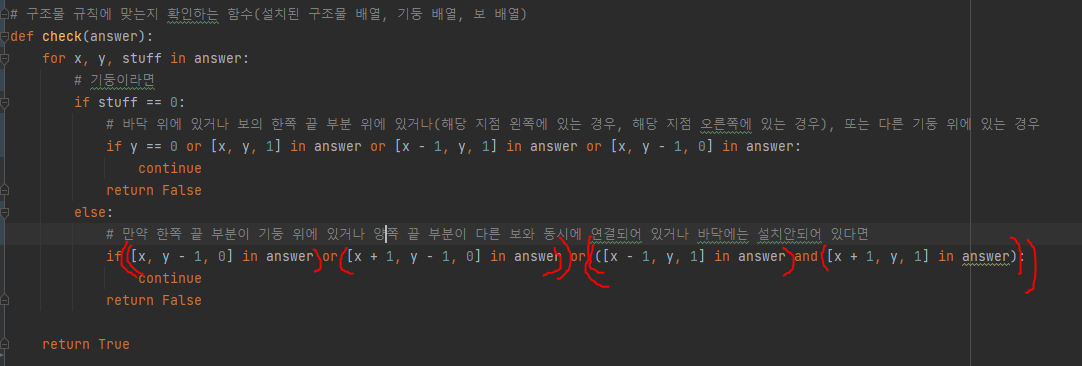 # 구조물 규칙에 맞는지 확인하는 함수(설치된 구조물 배열, 기둥 배열, 보 배열)
def check(answer):
for x, y, stuff in answer:
# 기둥이라면
if stuff == 0:
# 바닥 위에 있거나 보의 한쪽 끝 부분 위에 있거나(해당 지점 왼쪽에 있는 경우, 해당 지점 오른쪽에 있는 경우), 또는 다른 기둥 위에 있는 경우
if y == 0 or [x, y, 1] in answer or [x - 1, y, 1] in answer or [x, y - 1, 0] in answer:
continue
return False
else:
# 만약 한쪽 끝 부분이 기둥 위에 있거나 양쪽 끝 부분이 다른 보와 동시에 연결되어 있거나 바닥에는 설치안되어 있다면
if [x, y - 1, 0] in answer or [x + 1, y - 1, 0] in answer or ([x - 1, y, 1] in answer and [x + 1, y, 1] in answer):
continue
return False
return True